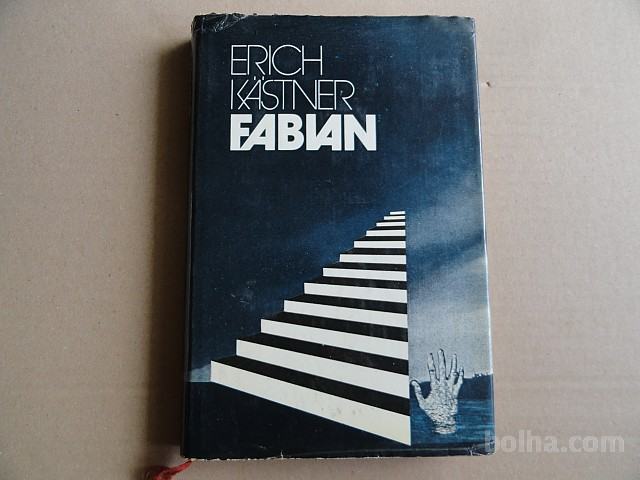 ERICH
KÄSTNER
FABIAN
bolha.com